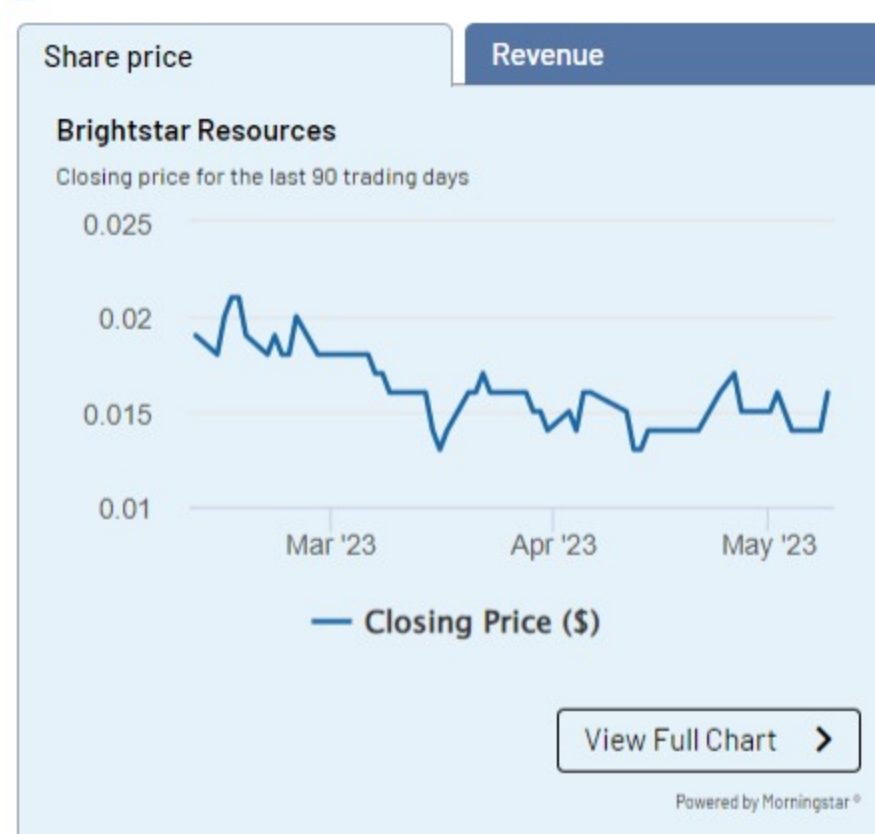 Share price
Revenue
Brightstar Resources
Closing price for the last 90 trading days
0.025
0.02
0.015
0.01
Mar '23 Apr '23 May '23
Closing Price ($)
View Full Chart
Powered by Morningstar®